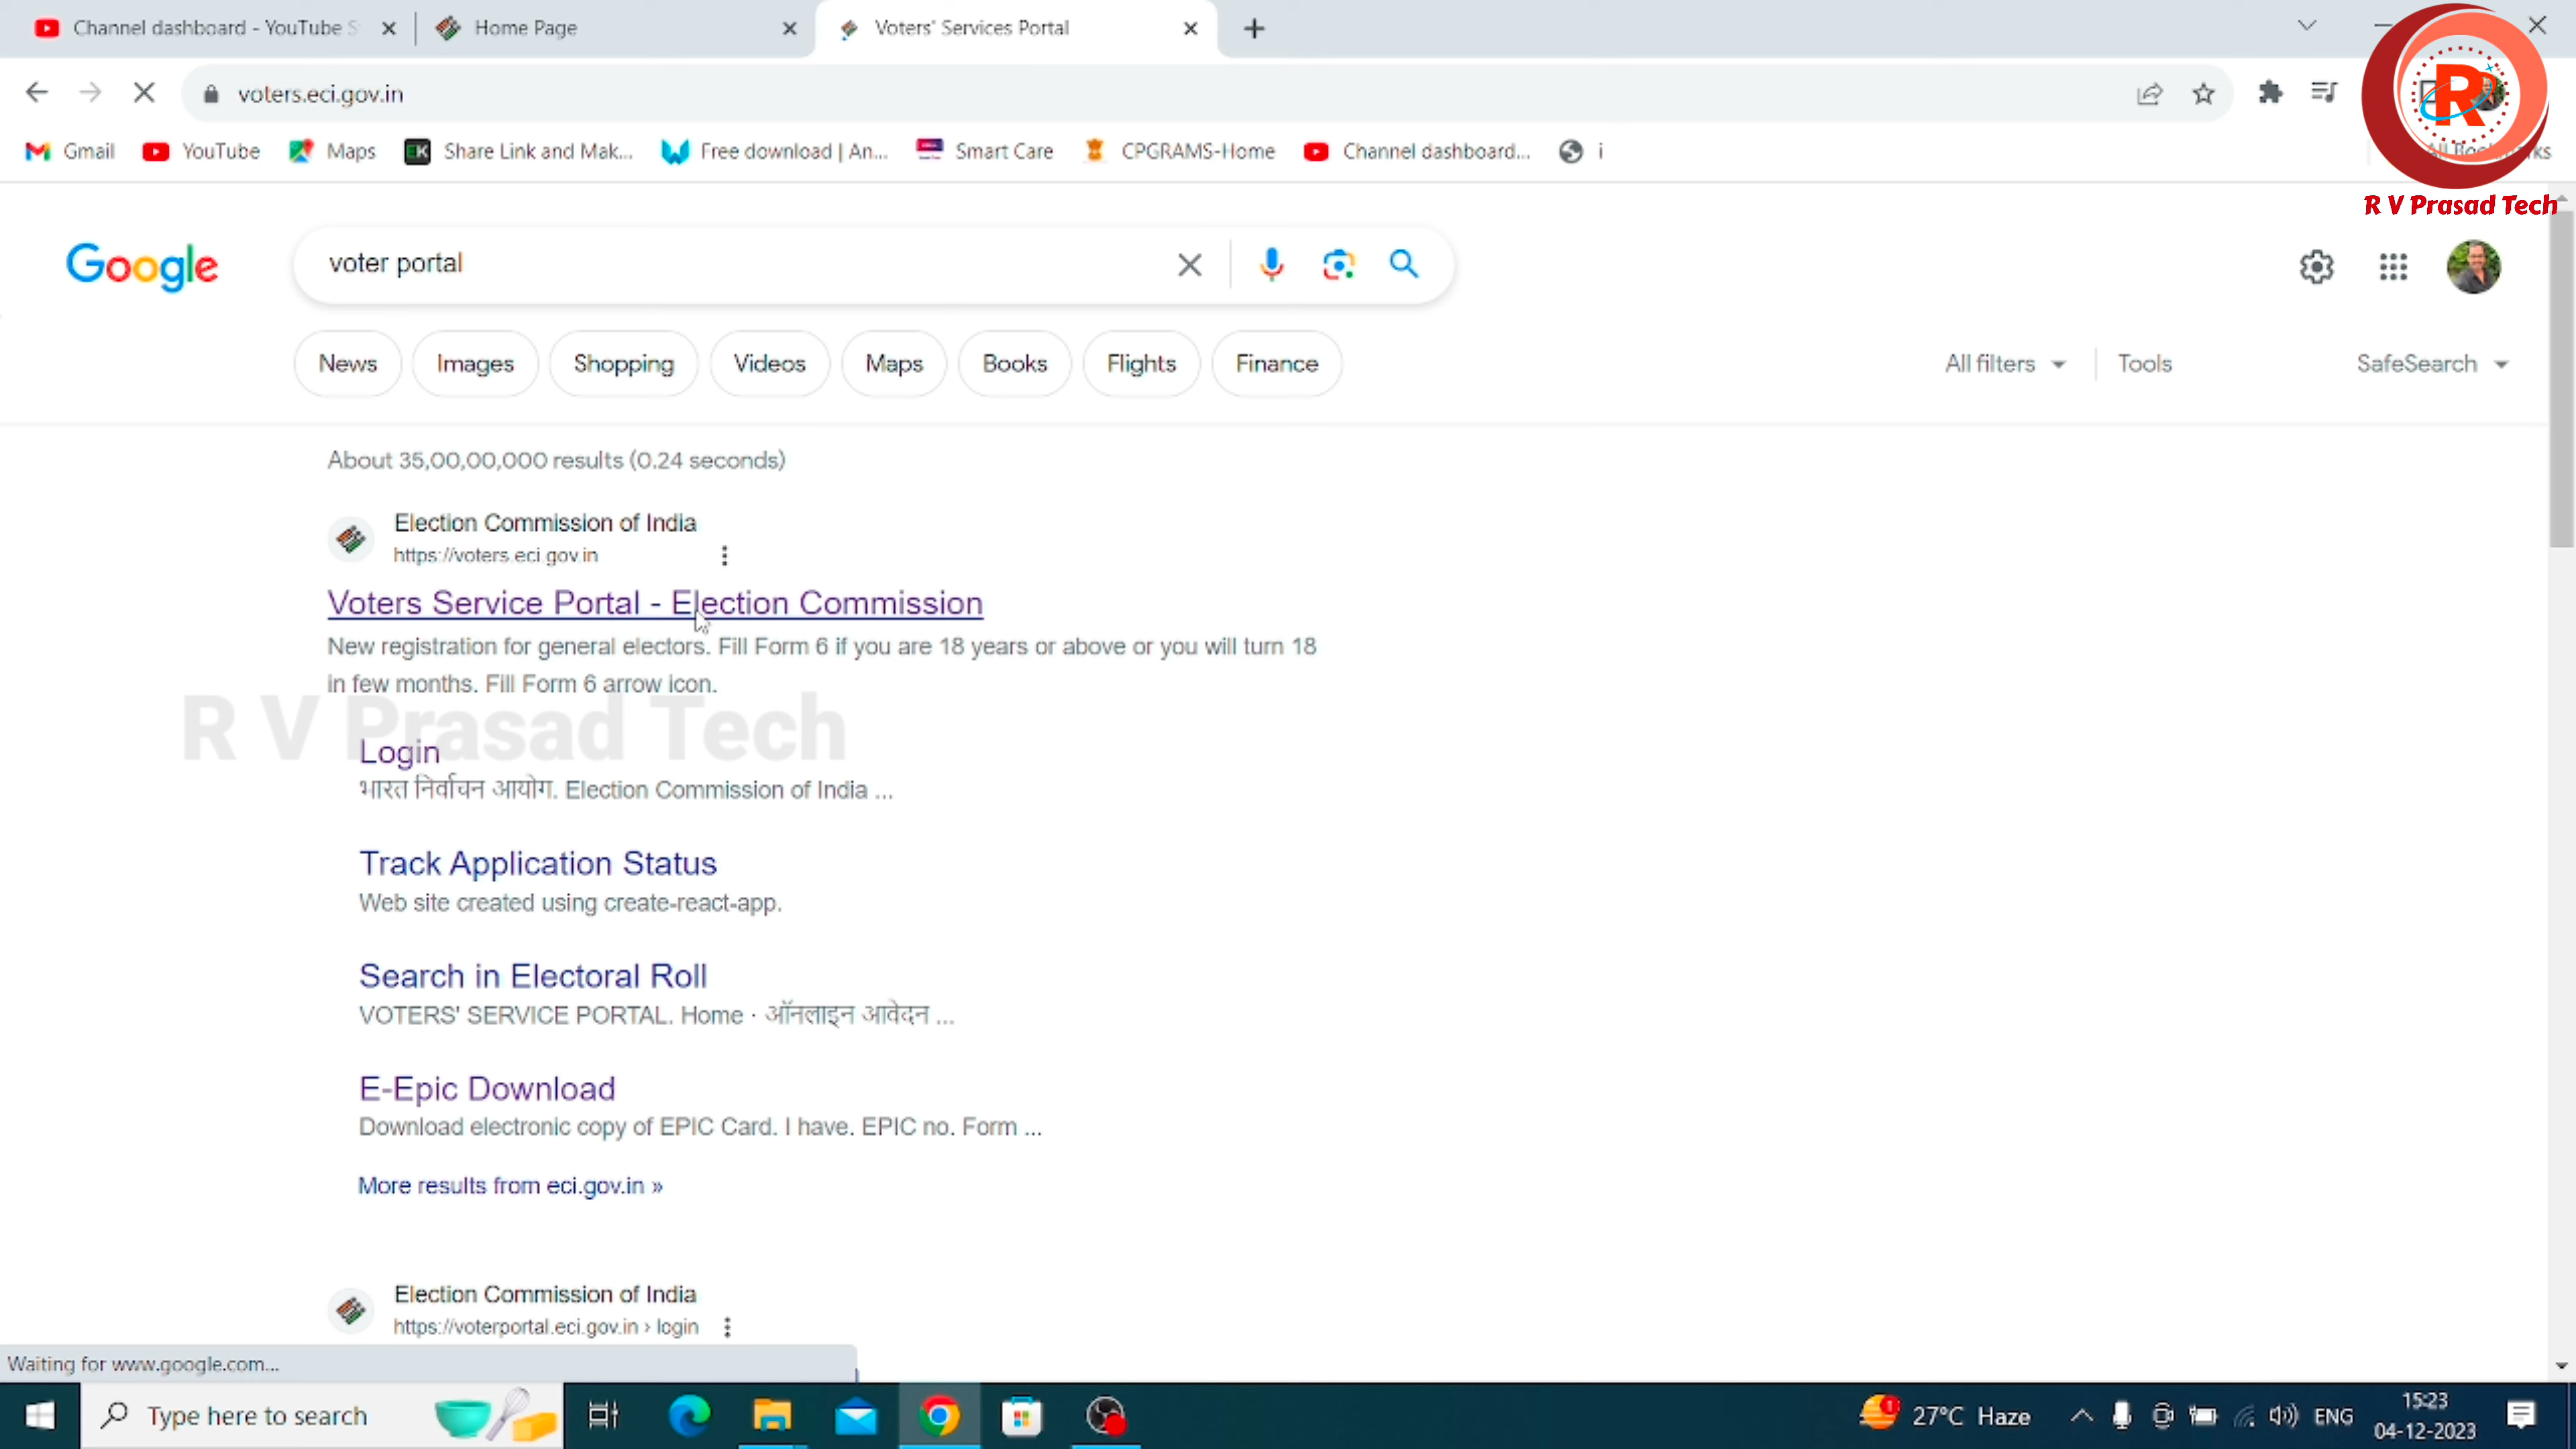 Channel dashboard - YouTube S
Home Page
Voters' Services Portal
voters.eci.gov.in
Gmail
YouTube
Maps
EK
Share Link and Mak...
Free download | An...
Smart Care
CPGRAMS-Home
Channel dashboard...
i
R
R V Prasad Tech
Google
voter portal
News
Images
Shopping
Videos
Maps
Books
Flights
Finance
All filters
Tools
SafeSearch
About 35,00,00,000 results (0.24 seconds)
Election Commission of India
https://voters.eci.gov.in
Voters Service Portal - Election Commission
New registration for general electors. Fill Form 6 if you are 18 years or above or you will turn 18
in few months. Fill Form 6 arrow icon.
R V Prasad Tech
Login
भारत निर्वाचन आयोग. Election Commission of India ...
Track Application Status
Web site created using create-react-app.
Search in Electoral Roll
VOTERS' SERVICE PORTAL. Home · ऑनलाइन आवेदन ...
E-Epic Download
Download electronic copy of EPIC Card. I have. EPIC no. Form ...
More results from eci.gov.in »
Election Commission of India
https://voterportal.eci.gov.in › login
Waiting for www.google.com...
Type here to search
27°C Haze
ENG
15:23
04-12-2023